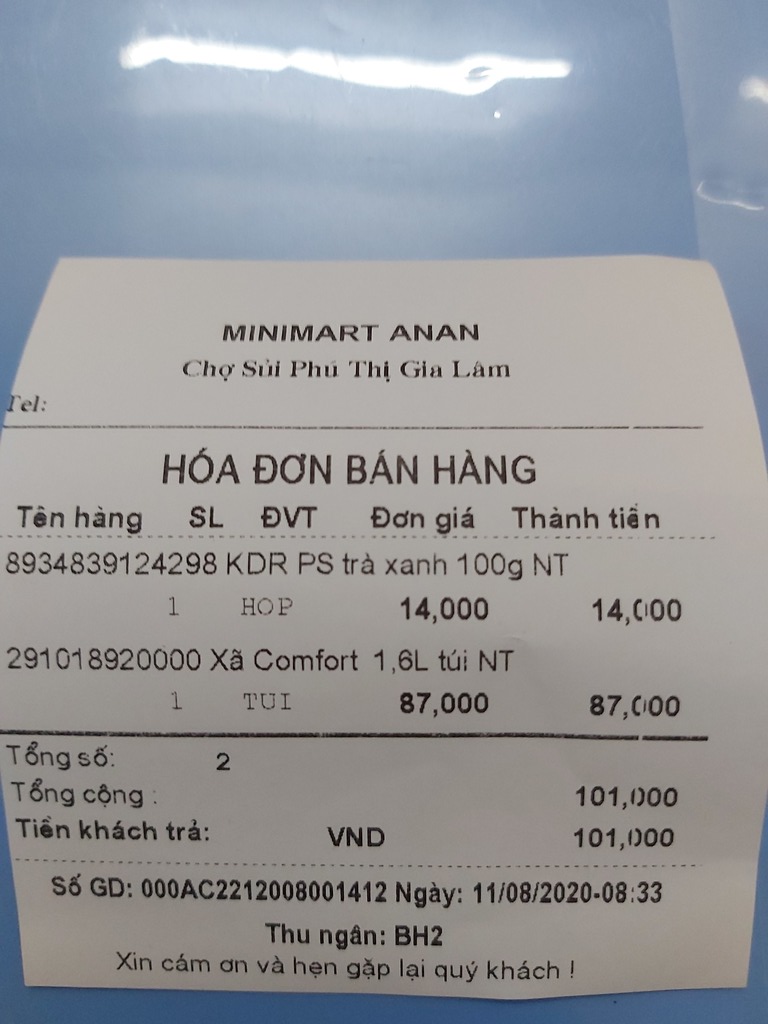 MINIMART ANAN
Chợ Sủi Phú Thị Gia Lâm
Tel:
HÓA ĐƠN BÁN HÀNG
Tên hàng SL ĐVT Đơn giá Thành tiền
8934839124298 KDR PS trà xanh 100g NT
1 HOP 14,000 14,000
291018920000 Xã Comfort 1,6L túi NT
1 TUI 87,000 87,000
Tổng số: 2
Tổng cộng : 101,000
Tiền khách trả: VND 101,000
Số GD: 000AC2212008001412 Ngày: 11/08/2020-08:33
Thu ngân: BH2
Xin cám ơn và hẹn gặp lại quý khách !